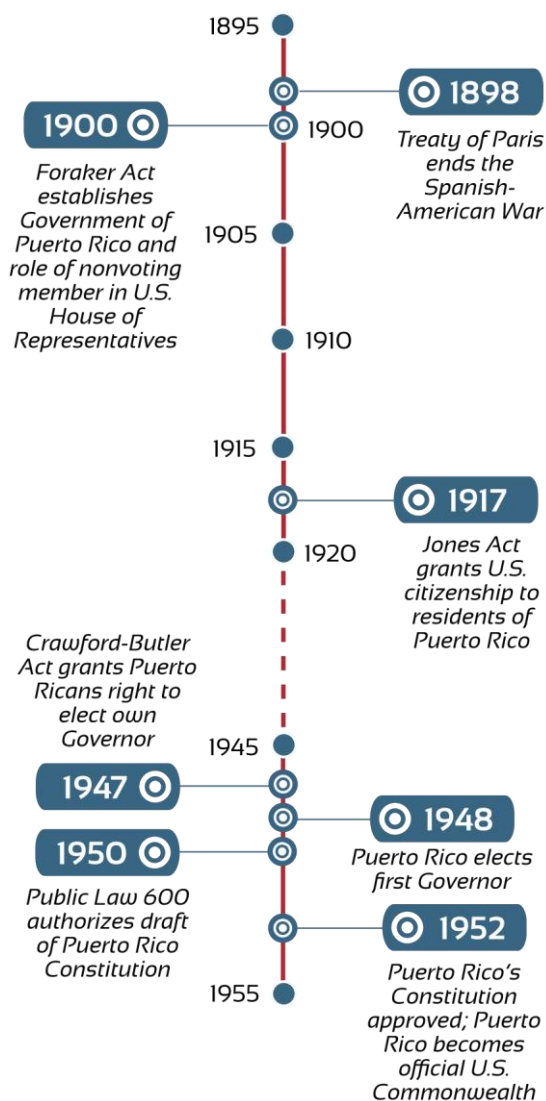 1895
1898
Treaty of Paris
ends the
Spanish-
American War
1900
1900
Foraker Act
establishes
Government of
Puerto Rico and
role of nonvoting
member in U.S.
House of
Representatives
1905
1910
1915
1917
Jones Act
grants U.S.
citizenship to
residents of
Puerto Rico
1920
Crawford-Butler
Act grants Puerto
Ricans right to
elect own
Governor
1945
1947
1948
Puerto Rico elects
first Governor
1950
Public Law 600
authorizes draft
of Puerto Rico
Constitution
1952
Puerto Rico's
Constitution
approved; Puerto
Rico becomes
official U.S.
Commonwealth
1955